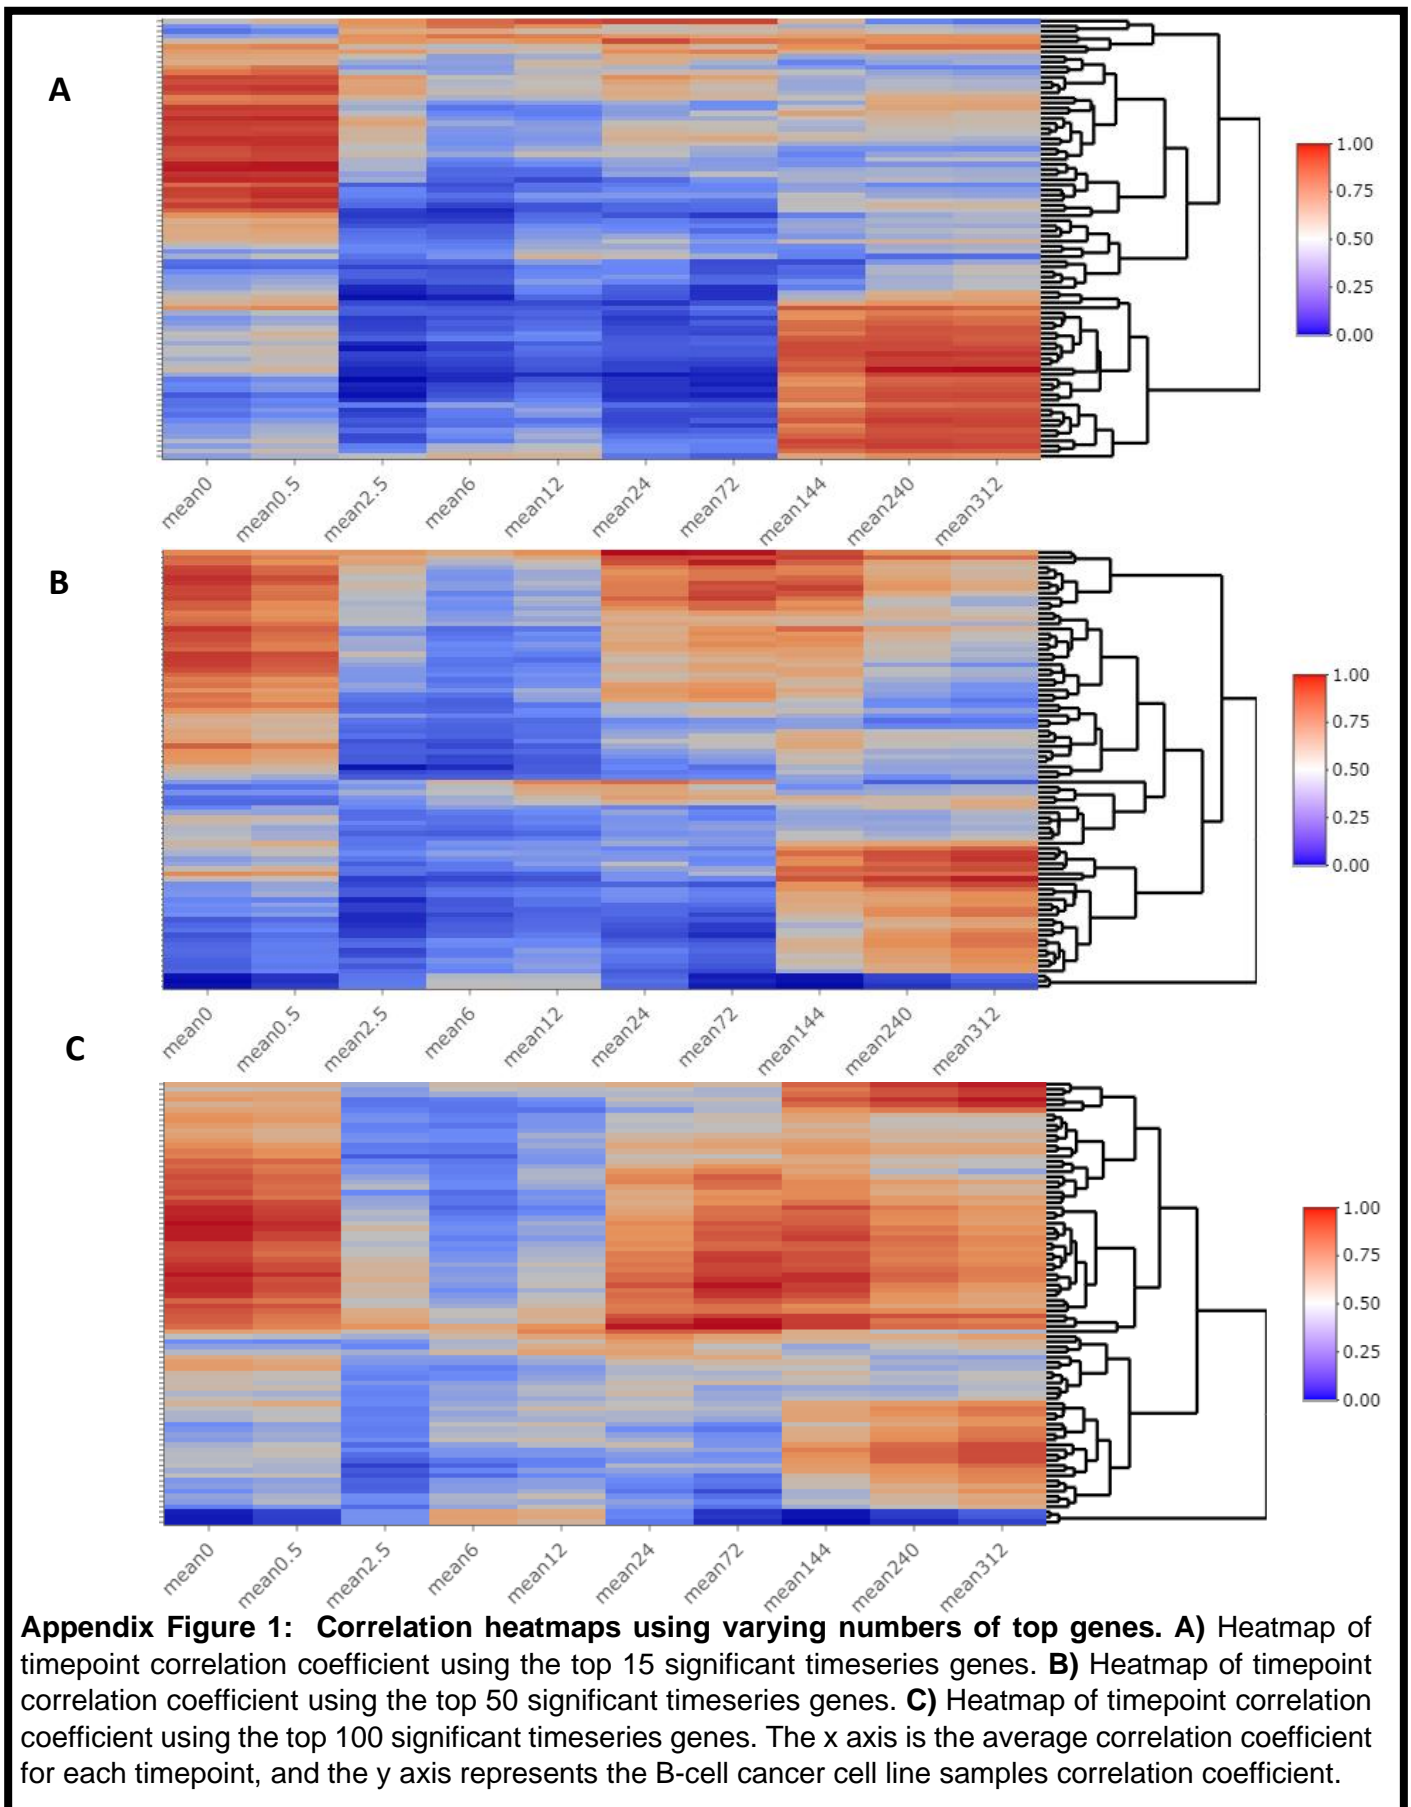 A
1.00
0.75
0.50
0.25
0.00
mean0
mean0.5
mean2.5
mean6
mean12
mean24
mean72
mean144
mean240
mean312
B
1.00
0.75
0.50
0.25
0.00
mean0
mean0.5
mean2.5
mean6
mean12
mean24
mean72
mean144
mean240
mean312
C
1.00
0.75
0.50
0.25
0.00
mean0
mean0.5
mean2.5
mean6
mean12
mean24
mean72
mean144
mean240
mean312
Appendix Figure 1: Correlation heatmaps using varying numbers of top genes. A) Heatmap of
timepoint correlation coefficient using the top 15 significant timeseries genes. B) Heatmap of timepoint
correlation coefficient using the top 50 significant timeseries genes. C) Heatmap of timepoint correlation
coefficient using the top 100 significant timeseries genes. The x axis is the average correlation coefficient
for each timepoint, and the y axis represents the B-cell cancer cell line samples correlation coefficient.